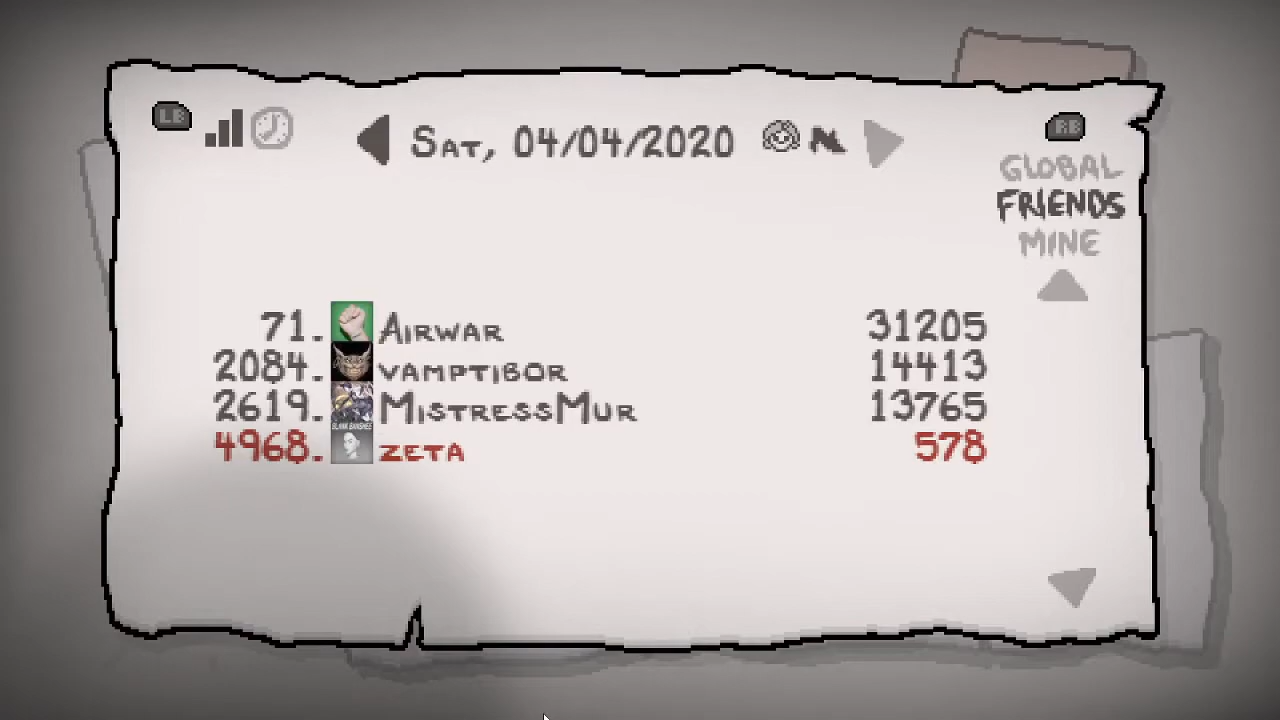 LB
RB
Sat, 04/04/2020
GLOBAL
FRIENDS
MINE
71. Airwar 31205
2084. vamptibor 14413
2619. MistressMur 13765
4968. zeta 578